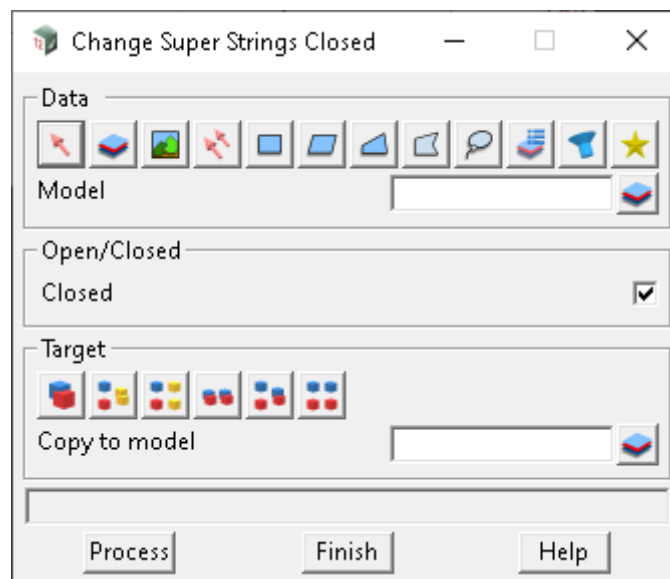 Change Super Strings Closed
Data
Model
Open/Closed
Closed
Target
Copy to model
Process Finish Help